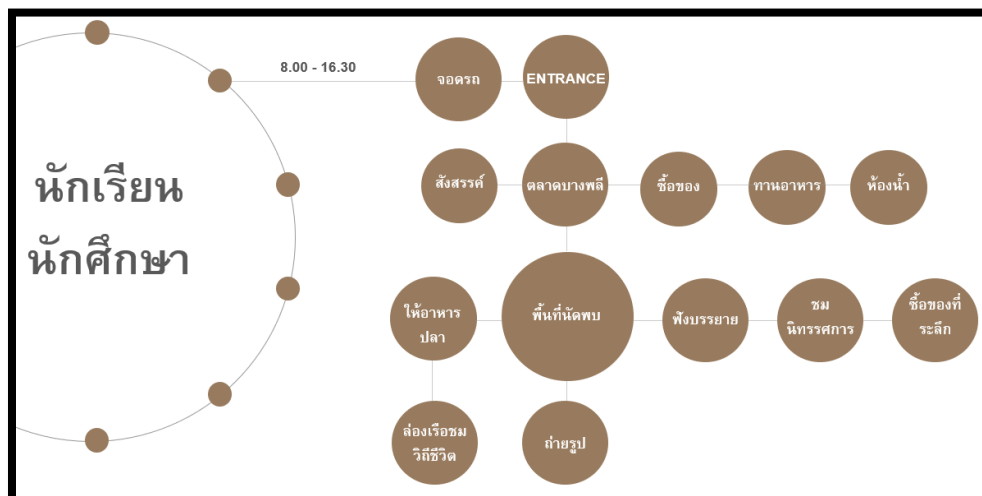 นักเรียน
นักศึกษา
8.00 - 16.30
จอดรถ
ENTRANCE
สังสรรค์
ตลาดบางพลี
ซื้อของ
ทานอาหาร
ห้องน้ำ
ให้อาหาร
ปลา
พื้นที่นัดพบ
ฟังบรรยาย
ชม
นิทรรศการ
ซื้อของที่
ระลึก
ล่องเรือชม
วิถีชีวิต
ถ่ายรูป